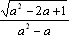 √(a² − 2a + 1) / (a² − a)